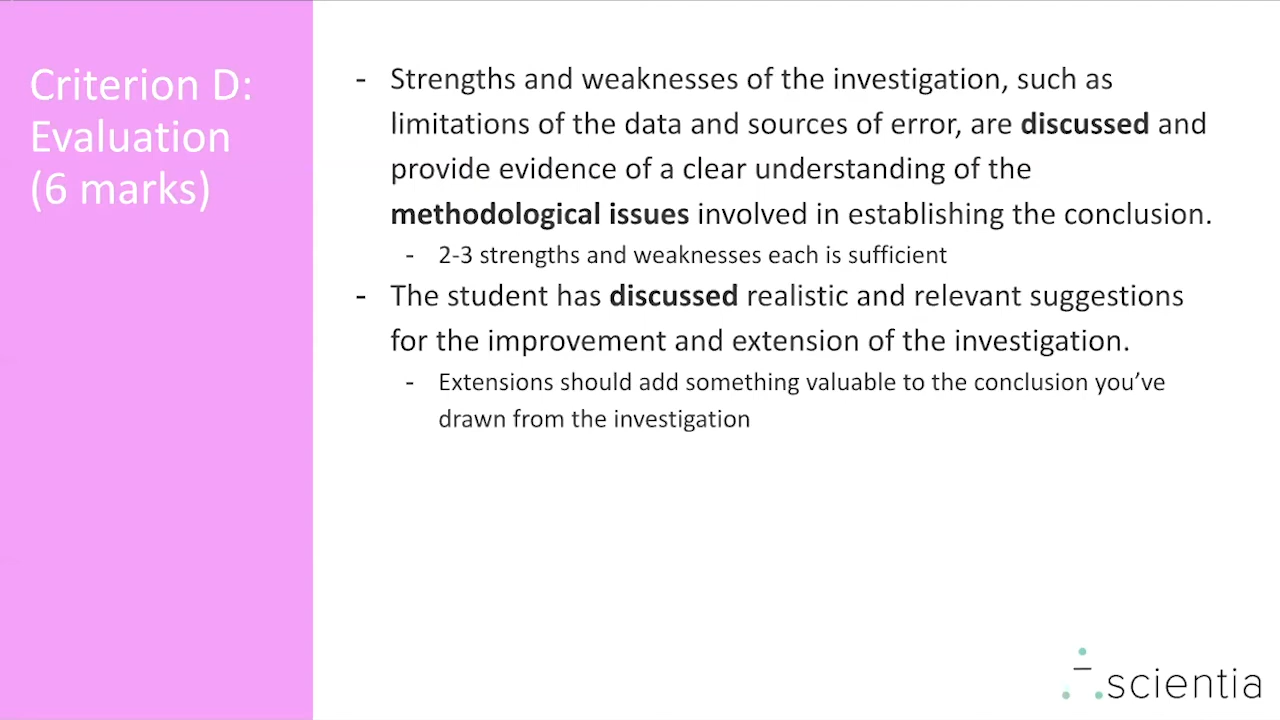 Criterion D:
Evaluation
(6 marks)
- Strengths and weaknesses of the investigation, such as
limitations of the data and sources of error, are discussed and
provide evidence of a clear understanding of the
methodological issues involved in establishing the conclusion.
- 2-3 strengths and weaknesses each is sufficient
- The student has discussed realistic and relevant suggestions
for the improvement and extension of the investigation.
- Extensions should add something valuable to the conclusion you’ve
drawn from the investigation
scientia